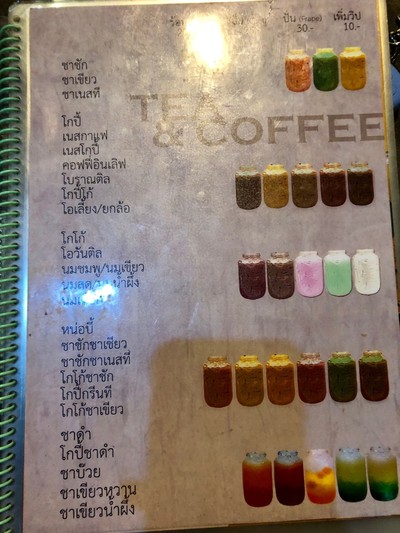 ปั่น (Frape) เพิ่มวิป
30.- 10.-
TEA
& COFFEE
ชาชัก
ชาเขียว
ชาเนสที
โกปี้
เนสกาแฟ
เนสโกปี้
คอฟฟี่อินเลิฟ
โบราณติล
โกปี้โก้
โอเลี้ยง/ยกล้อ
โกโก้
โอวันติล
นมชมพู/นมเขียว
หน่อบี้
ชาชักชาเขียว
ชาชักชาเนสที
โกโก้ชาชัก
โกปี๊กรีนที
โกโก้ชาเขียว
ชาดำ
โกปี๊ชาดำ
ชาบ๊วย
ชาเขียวหวาน
ชาเขียวน้ำผึ้ง